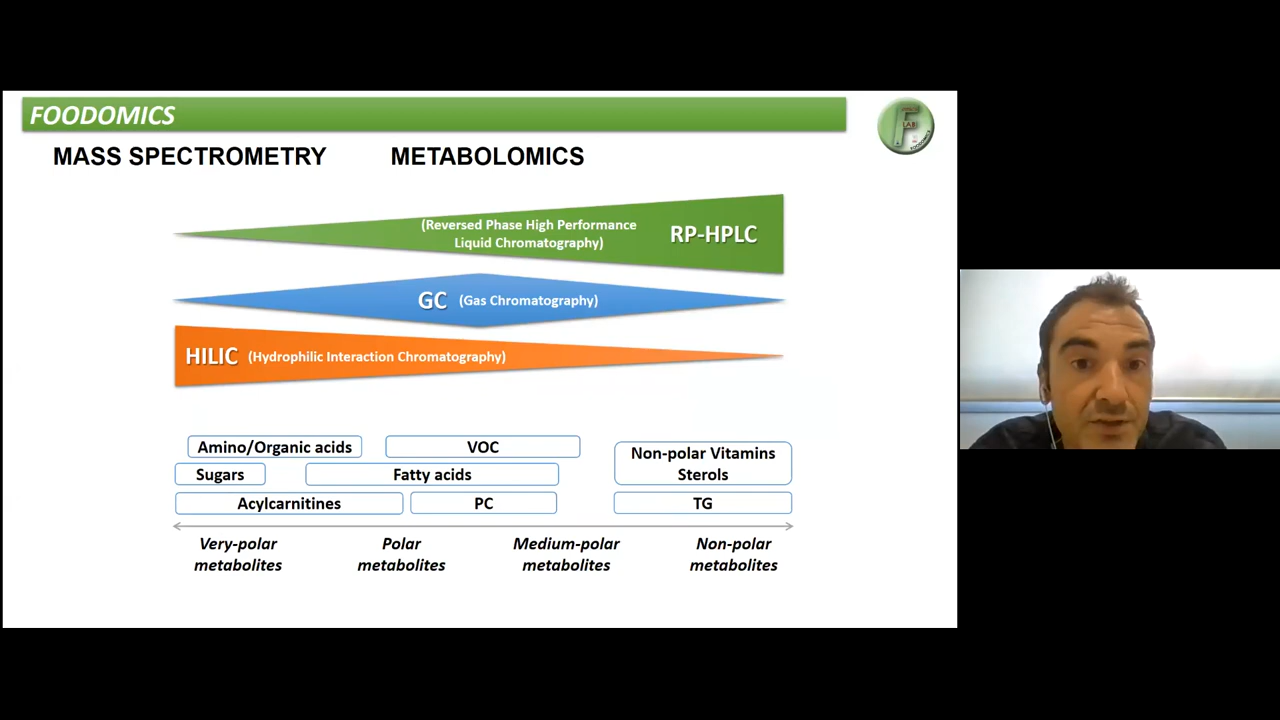 FOODOMICS
MASS SPECTROMETRY METABOLOMICS
(Reversed Phase High Performance
Liquid Chromatography)
RP-HPLC
GC (Gas Chromatography)
HILIC (Hydrophilic Interaction Chromatography)
Amino/Organic acids
VOC
Non-polar Vitamins
Sterols
Sugars
Fatty acids
Acylcarnitines
PC
TG
Very-polar
metabolites
Polar
metabolites
Medium-polar
metabolites
Non-polar
metabolites